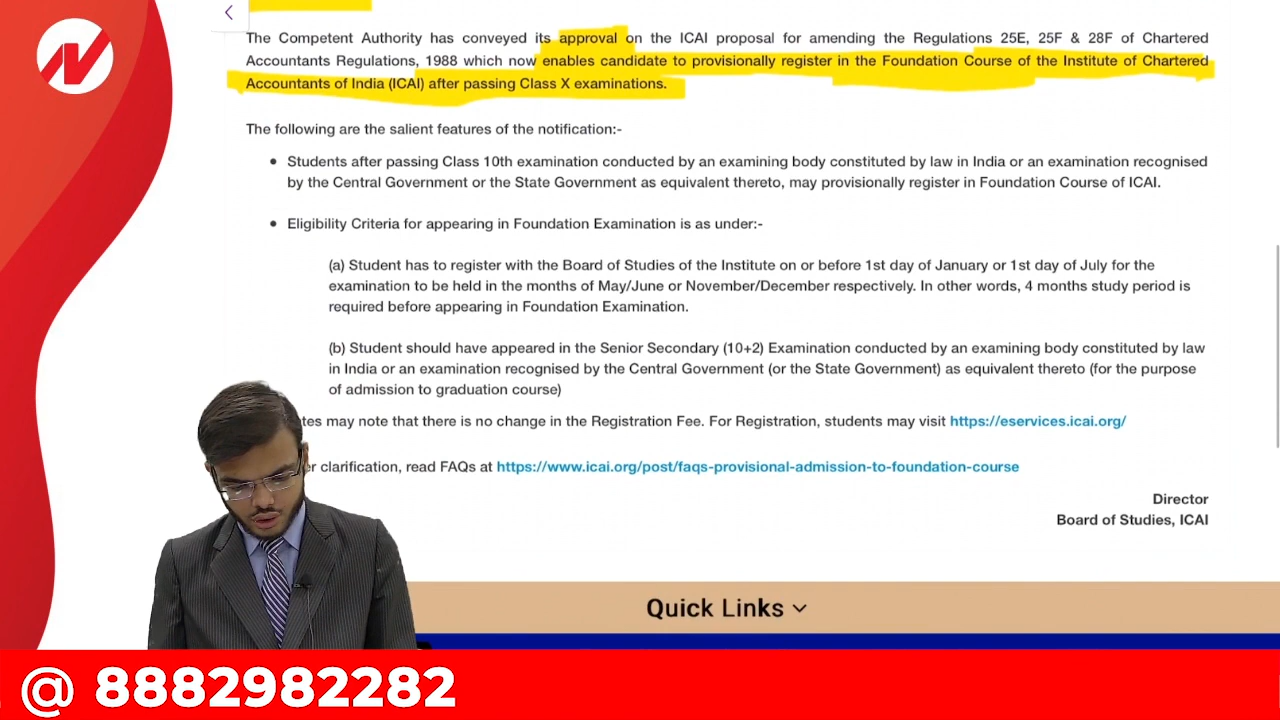 The Competent Authority has conveyed its approval on the ICAI proposal for amending the Regulations 25E, 25F & 28F of Chartered
Accountants Regulations, 1988 which now enables candidate to provisionally register in the Foundation Course of the Institute of Chartered
Accountants of India (ICAI) after passing Class X examinations.
The following are the salient features of the notification:-
• Students after passing Class 10th examination conducted by an examining body constituted by law in India or an examination recognised
by the Central Government or the State Government as equivalent thereto, may provisionally register in Foundation Course of ICAI.
• Eligibility Criteria for appearing in Foundation Examination is as under:-
(a) Student has to register with the Board of Studies of the Institute on or before 1st day of January or 1st day of July for the
examination to be held in the months of May/June or November/December respectively. In other words, 4 months study period is
required before appearing in Foundation Examination.
(b) Student should have appeared in the Senior Secondary (10+2) Examination conducted by an examining body constituted by law
in India or an examination recognised by the Central Government (or the State Government) as equivalent thereto (for the purpose
of admission to graduation course)
may note that there is no change in the Registration Fee. For Registration, students may visit https://eservices.icai.org/
clarification, read FAQs at https://www.icai.org/post/faqs-provisional-admission-to-foundation-course
Director
Board of Studies, ICAI
Quick Links
@ 8882982282